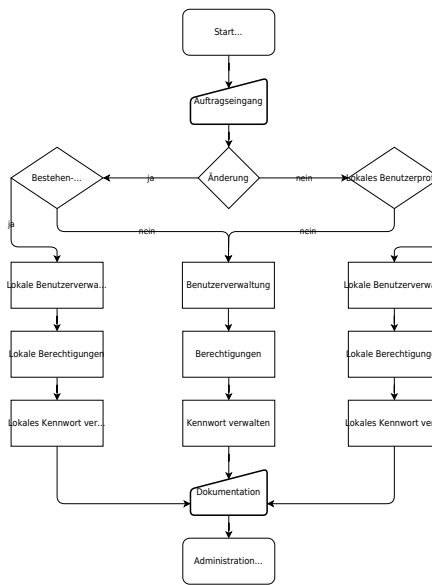 Start...
Auftragseingang
Bestehen-...
ja
Änderung
nein
Lokales Benutzerprof
ja
nein
nein
Lokale Benutzerverwa...
Benutzerverwaltung
Lokale Benutzerverwa
Lokale Berechtigungen
Berechtigungen
Lokale Berechtigunge
Lokales Kennwort ver...
Kennwort verwalten
Lokales Kennwort ver
Dokumentation
Administration...